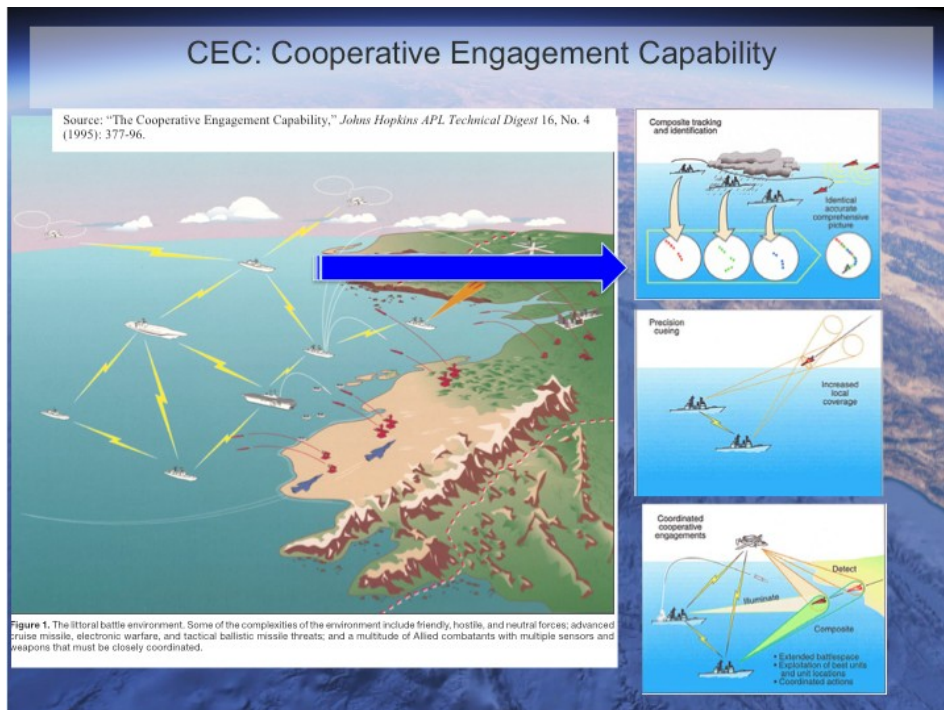 CEC: Cooperative Engagement Capability
Source: “The Cooperative Engagement Capability,” Johns Hopkins APL Technical Digest 16, No. 4
(1995): 377-96.
Figure 1. The littoral battle environment. Some of the complexities of the environment include friendly, hostile, and neutral forces; advanced
cruise missile, electronic warfare, and tactical ballistic missile threats; and a multitude of Allied combatants with multiple sensors and
weapons that must be closely coordinated.
Composite tracking
and identification
Identical
accurate
comprehensive
picture
Precision
cueing
Increased
local
coverage
Coordinated
cooperative
engagements
Detect
Illuminate
Composite
• Extended battlespace
• Exploitation of best units
and unit locations
• Coordinated actions